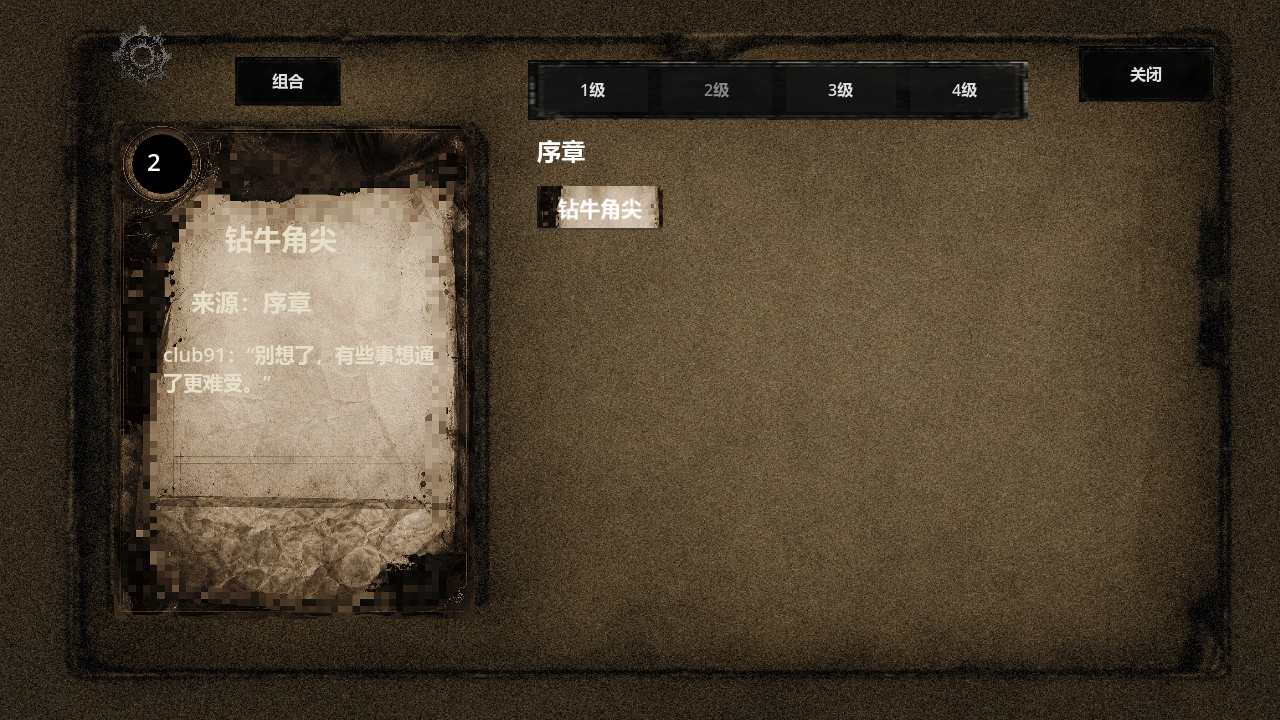 组合
1级
2级
3级
4级
关闭
2
钻牛角尖
来源：序章
club91：“别想了，有些事想通
了更难受。”
序章
钻牛角尖